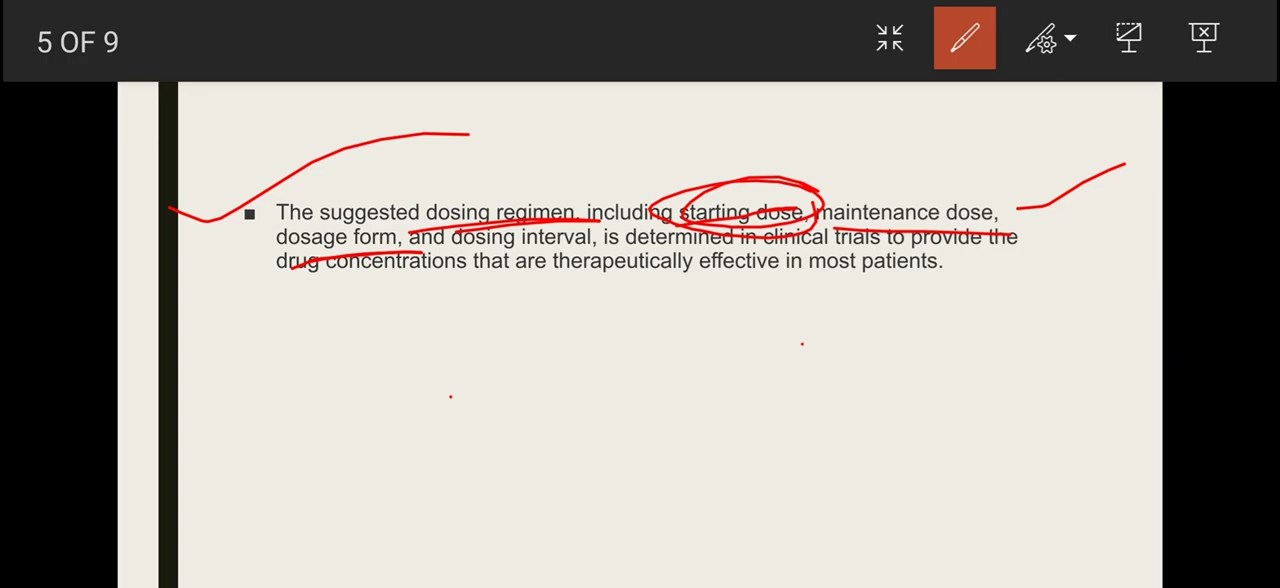 5 OF 9
■ The suggested dosing regimen, including starting dose, maintenance dose,
dosage form, and dosing interval, is determined in clinical trials to provide the
drug concentrations that are therapeutically effective in most patients.